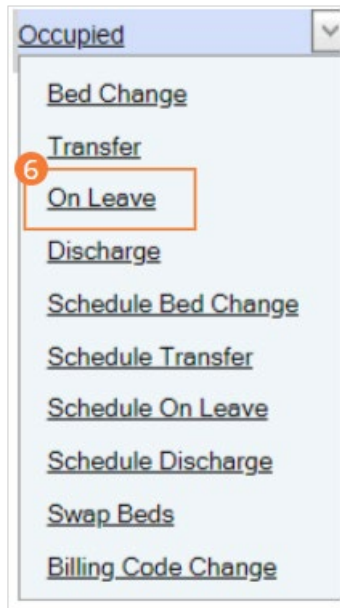 Occupied
Bed Change
Transfer
6
On Leave
Discharge
Schedule Bed Change
Schedule Transfer
Schedule On Leave
Schedule Discharge
Swap Beds
Billing Code Change